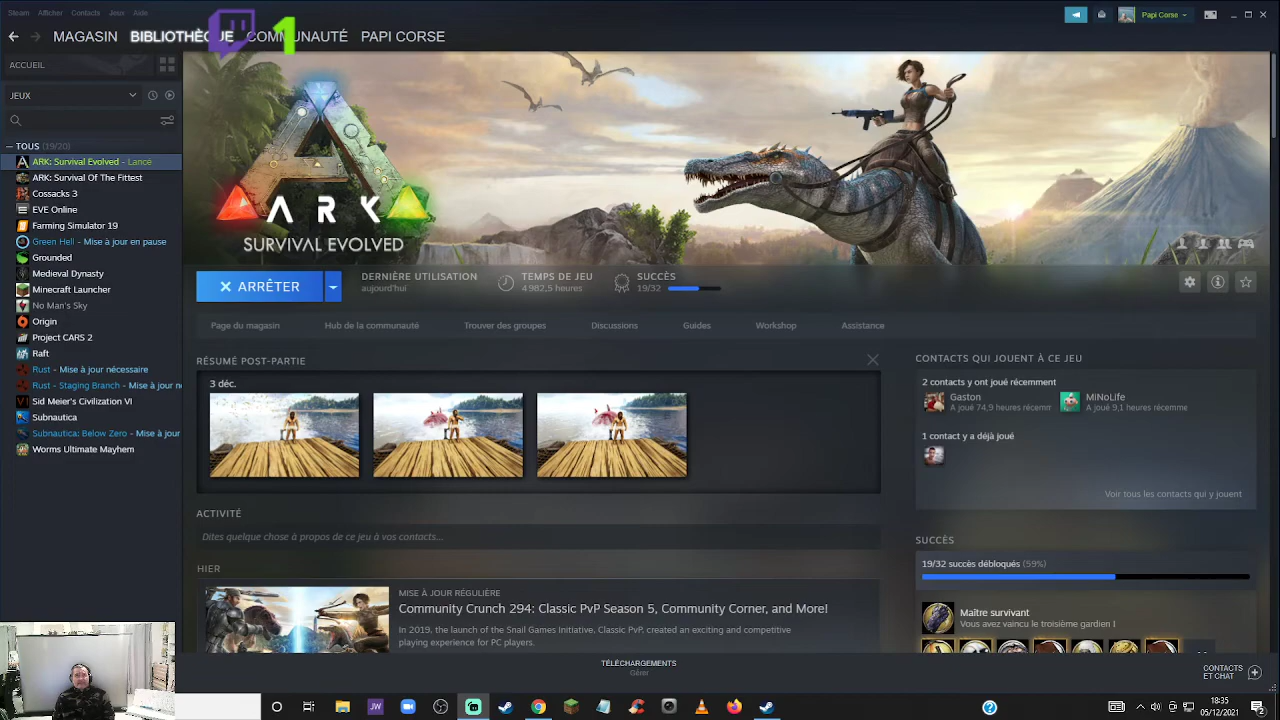 Steam Afficher Contacts Jeux Aide
Papi Corse
MAGASIN BIBLIOTHÈQUE COMMUNAUTÉ PAPI CORSE
1
ACCUEIL
JEUX
TOUS (19/20)
ARK: Survival Evolved - Lancé
ARK: Survival Of The Fittest
Cossacks 3
EVE Online
Farming Simulator 19
Green Hell - Mise à jour en pause
Grounded
Medieval Dynasty
Minecraft Launcher
No Man's Sky
Origin
Project CARS 2
Raft
Rust - Mise à jour nécessaire
Rust - Staging Branch - Mise à jour n
Sid Meier's Civilization VI
Subnautica
Subnautica: Below Zero - Mise à jour
Worms Ultimate Mayhem
ARK
SURVIVAL EVOLVED
ARRÊTER
DERNIÈRE UTILISATION
aujourd'hui
TEMPS DE JEU
4 982,5 heures
SUCCÈS
19/32
Page du magasin Hub de la communauté Trouver des groupes Discussions Guides Workshop Assistance
RÉSUMÉ POST-PARTIE
3 déc.
ACTIVITÉ
Dites quelque chose à propos de ce jeu à vos contacts...
HIER
MISE À JOUR RÉGULIÈRE
Community Crunch 294: Classic PvP Season 5, Community Corner, and More!
In 2019, the launch of the Snail Games Initiative, Classic PvP, created an exciting and competitive
playing experience for PC players.
CONTACTS QUI JOUENT À CE JEU
2 contacts y ont joué récemment
Gaston
A joué 74,9 heures récemm
MiNoLife
A joué 9,1 heures récemme
1 contact y a déjà joué
Voir tous les contacts qui y jouent
SUCCÈS
19/32 succès débloqués (59%)
Maître survivant
Vous avez vaincu le troisième gardien !
TÉLÉCHARGEMENTS
Gérer
CONTACTS
ET CHAT
JW
18:35
05/12/2021